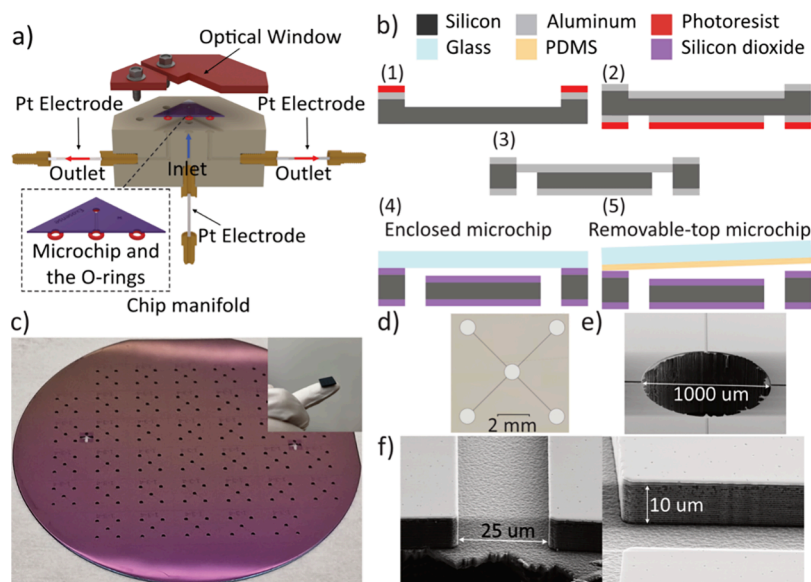 a)
Optical Window
Pt Electrode
Pt Electrode
Outlet
Inlet
Outlet
Pt Electrode
Microchip and
the O-rings
Chip manifold
b)
Silicon
Aluminum
Photoresist
Glass
PDMS
Silicon dioxide
(1)
(2)
(3)
(4)
Enclosed microchip
(5)
Removable-top microchip
c)
d)
2 mm
e)
1000 um
f)
25 um
10 um